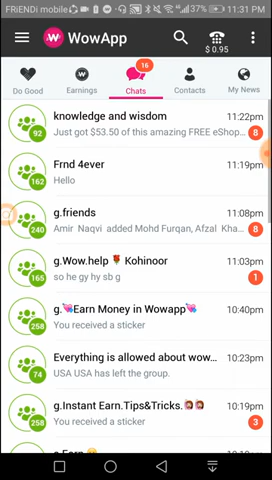 FRiENDi mobile 37% 11:31 PM
WowApp
$ 0.95
16
Do Good Earnings Chats Contacts My News
knowledge and wisdom 11:22pm
92 Just got $53.50 of this amazing FREE eShop... 8
Frnd 4ever 11:19pm
162 Hello
g.friends 11:08pm
240 Amir Naqvi added Mohd Furqan, Afzal Kha... 8
g.Wow.help🌹Kohinoor 11:03pm
165 so he gy hy sb g 1
g.💘Earn Money in Wowapp💘 10:40pm
258 You received a sticker
Everything is allowed about wow... 10:23pm
74 USA USA has left the group.
g.Instant Earn.Tips&Tricks. 10:19pm
258 You received a sticker 3
10:19pm